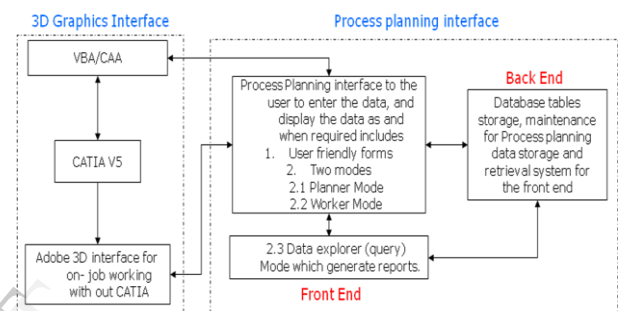 3D Graphics Interface
Process planning interface
VBA/CAA
CATIA V5
Adobe 3D interface for
on- job working
with out CATIA
Process Planning interface to the
user to enter the data, and
display the data as and
when required includes
1. User friendly forms
2. Two modes
2.1 Planner Mode
2.2 Worker Mode
2.3 Data explorer (query)
Mode which generate reports.
Front End
Back End
Database tables
storage, maintenance
for Process planning
data storage and
retrieval system for
the front end